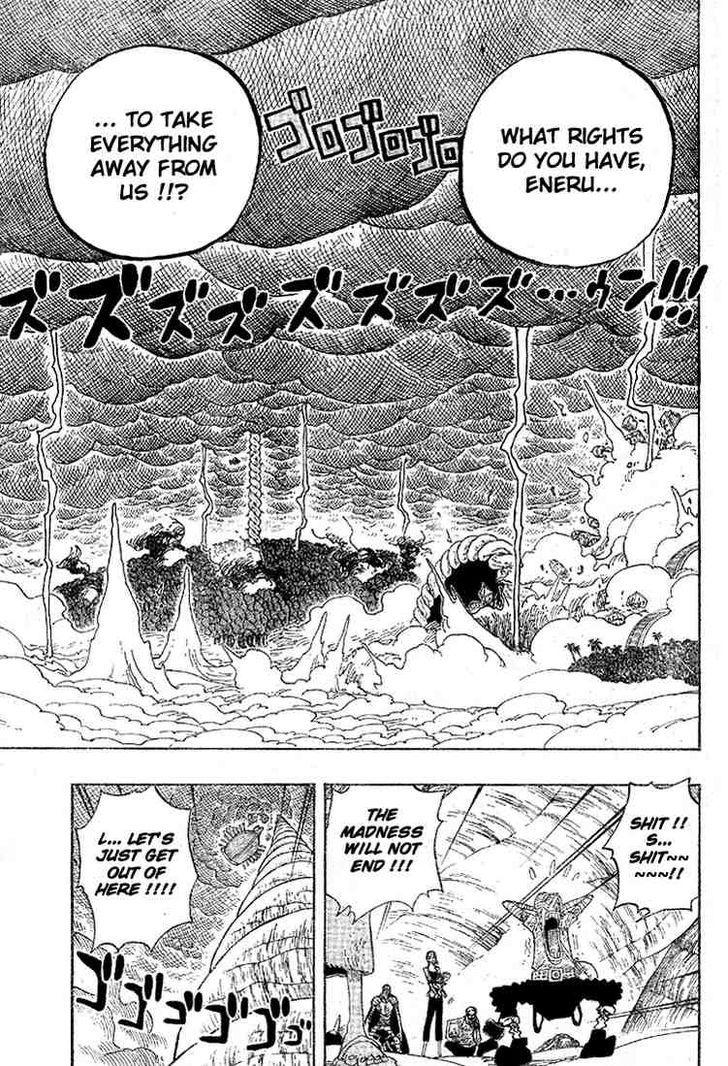 WHAT RIGHTS
DO YOU HAVE,
ENERU...
... TO TAKE
EVERYTHING
AWAY FROM
US !!?
ゴロゴロゴロ
ズズズズズズズズ...ウン!!!
SHIT !!
S...
SHIT~~
~~~!!
THE
MADNESS
WILL NOT
END !!!
L... LET'S
JUST GET
OUT OF
HERE !!!!
ゴゴゴゴゴゴ